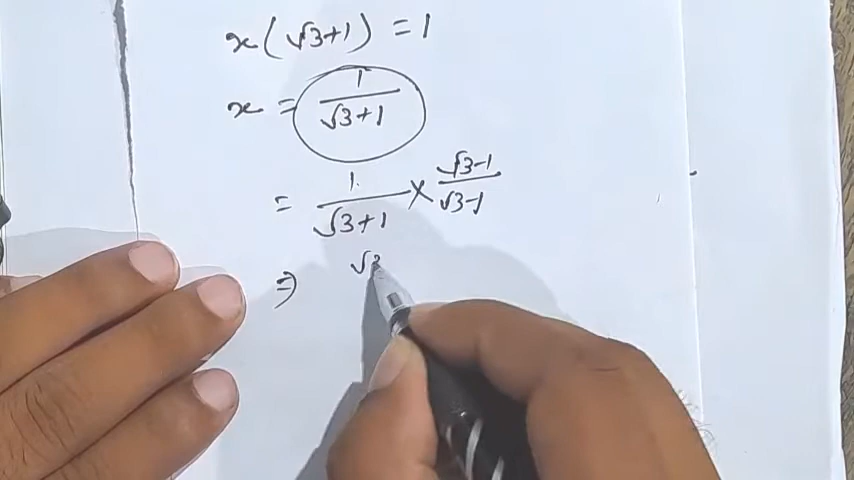 x(√3+1) = 1
x = 1/(√3+1)
= 1/(√3+1) × (√3-1)/(√3-1)
⇒ √3